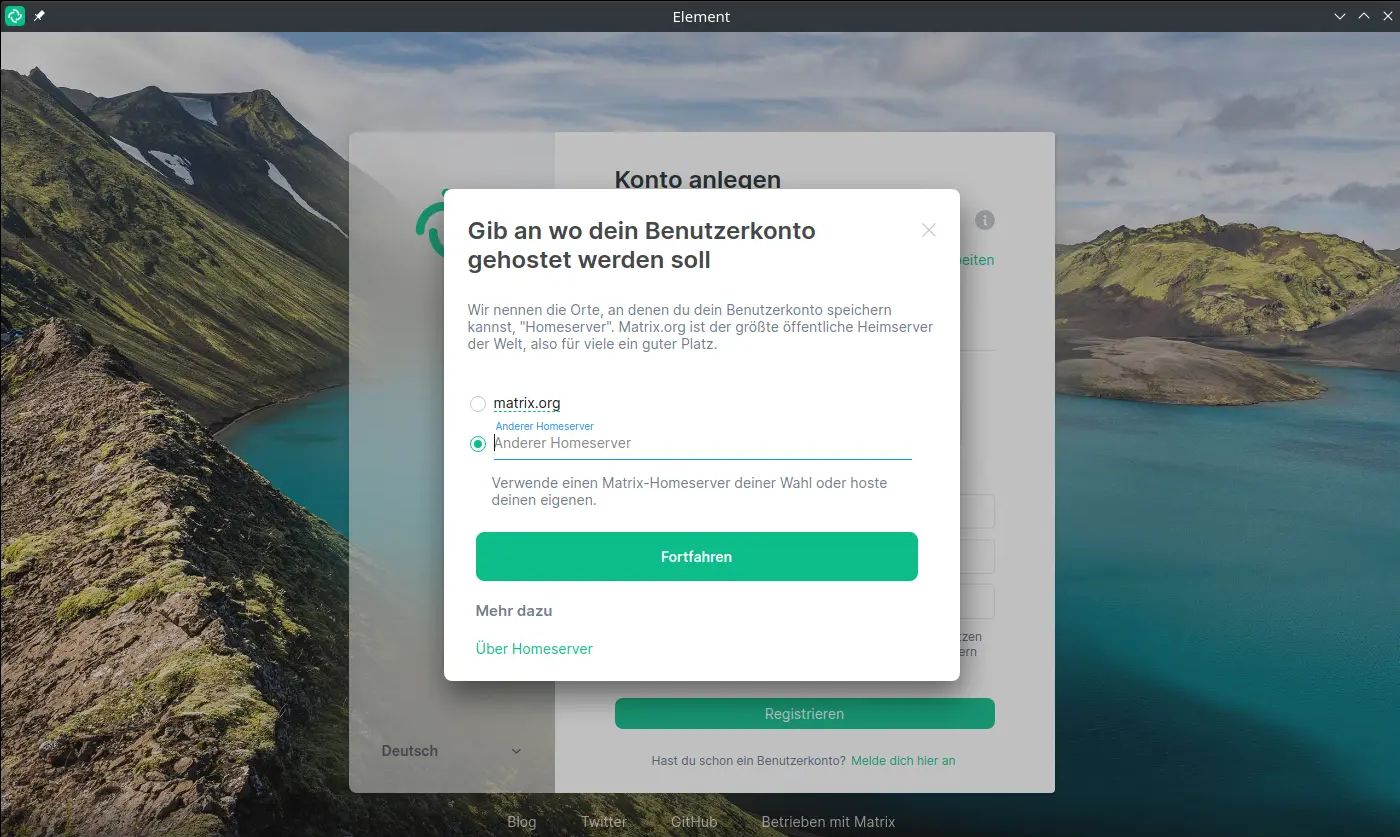 Element
Konto anlegen
Gib an wo dein Benutzerkonto
gehostet werden soll
Wir nennen die Orte, an denen du dein Benutzerkonto speichern
kannst, "Homeserver". Matrix.org ist der größte öffentliche Heimserver
der Welt, also für viele ein guter Platz.
matrix.org
Anderer Homeserver
Anderer Homeserver
Verwende einen Matrix-Homeserver deiner Wahl oder hoste
deinen eigenen.
Fortfahren
Mehr dazu
Über Homeserver
Registrieren
Deutsch
Hast du schon ein Benutzerkonto? Melde dich hier an
Blog Twitter GitHub Betrieben mit Matrix